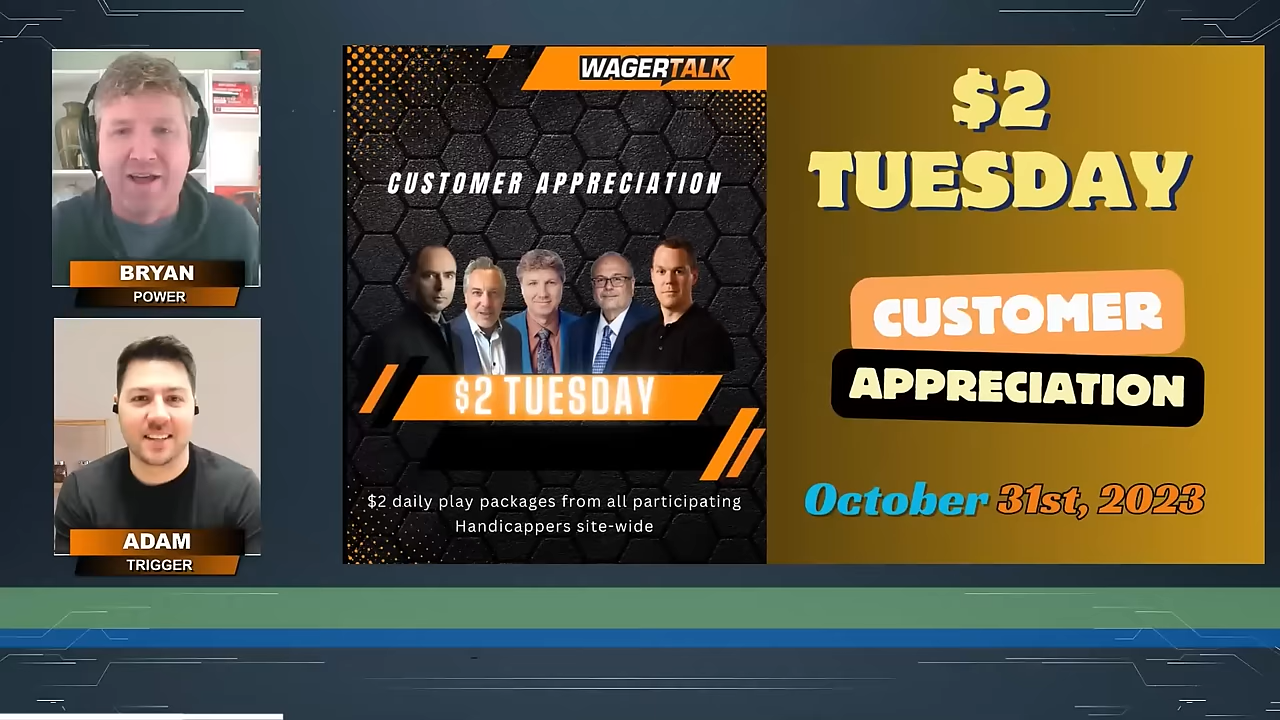 BRYAN
POWER
ADAM
TRIGGER
WAGERTALK
CUSTOMER APPRECIATION
$2 TUESDAY
$2 daily play packages from all participating
Handicappers site-wide
$2
TUESDAY
CUSTOMER
APPRECIATION
October 31st, 2023